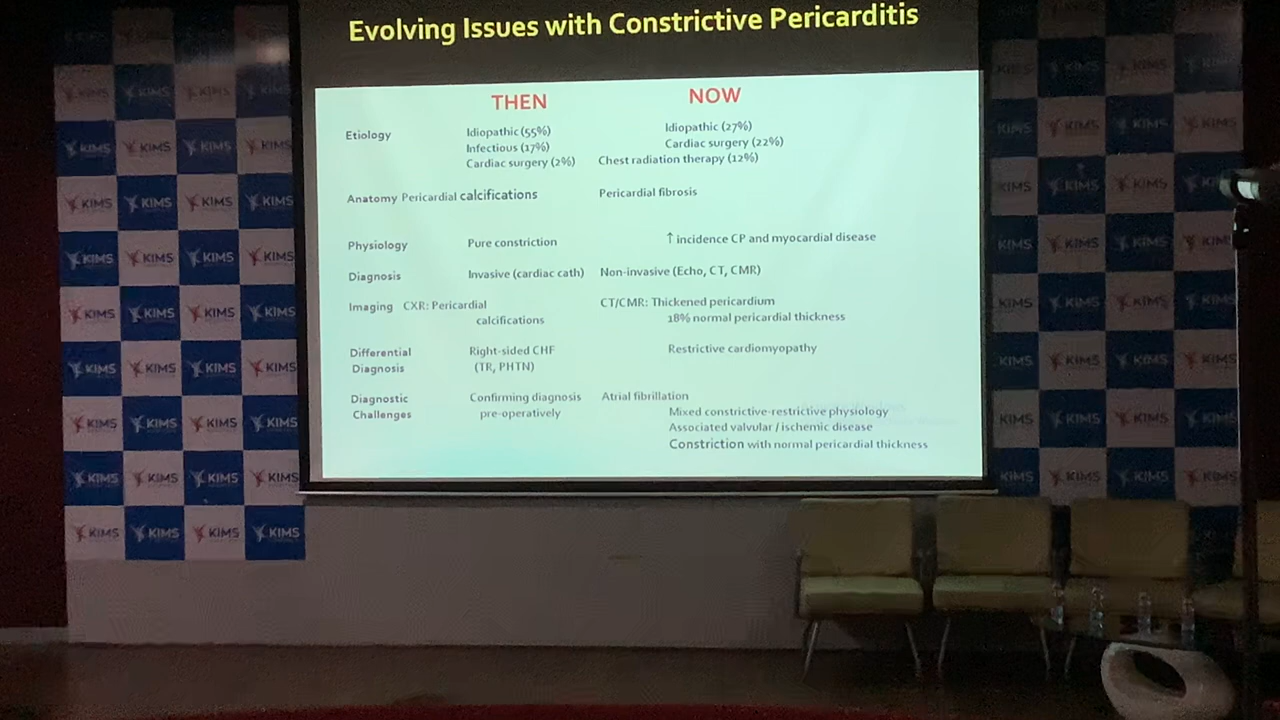 Evolving Issues with Constrictive Pericarditis
THEN NOW
Etiology Idiopathic (55%) Idiopathic (27%)
Infectious (17%) Cardiac surgery (22%)
Cardiac surgery (2%) Chest radiation therapy (12%)
Anatomy Pericardial calcifications Pericardial fibrosis
Physiology Pure constriction ↑ incidence CP and myocardial disease
Diagnosis Invasive (cardiac cath) Non-invasive (Echo, CT, CMR)
Imaging CXR: Pericardial CT/CMR: Thickened pericardium
calcifications 18% normal pericardial thickness
Differential Right-sided CHF Restrictive cardiomyopathy
Diagnosis (TR, PHTN)
Diagnostic Confirming diagnosis Atrial fibrillation
Challenges pre-operatively Mixed constrictive-restrictive physiology
Associated valvular / ischemic disease
Constriction with normal pericardial thickness
KIMS